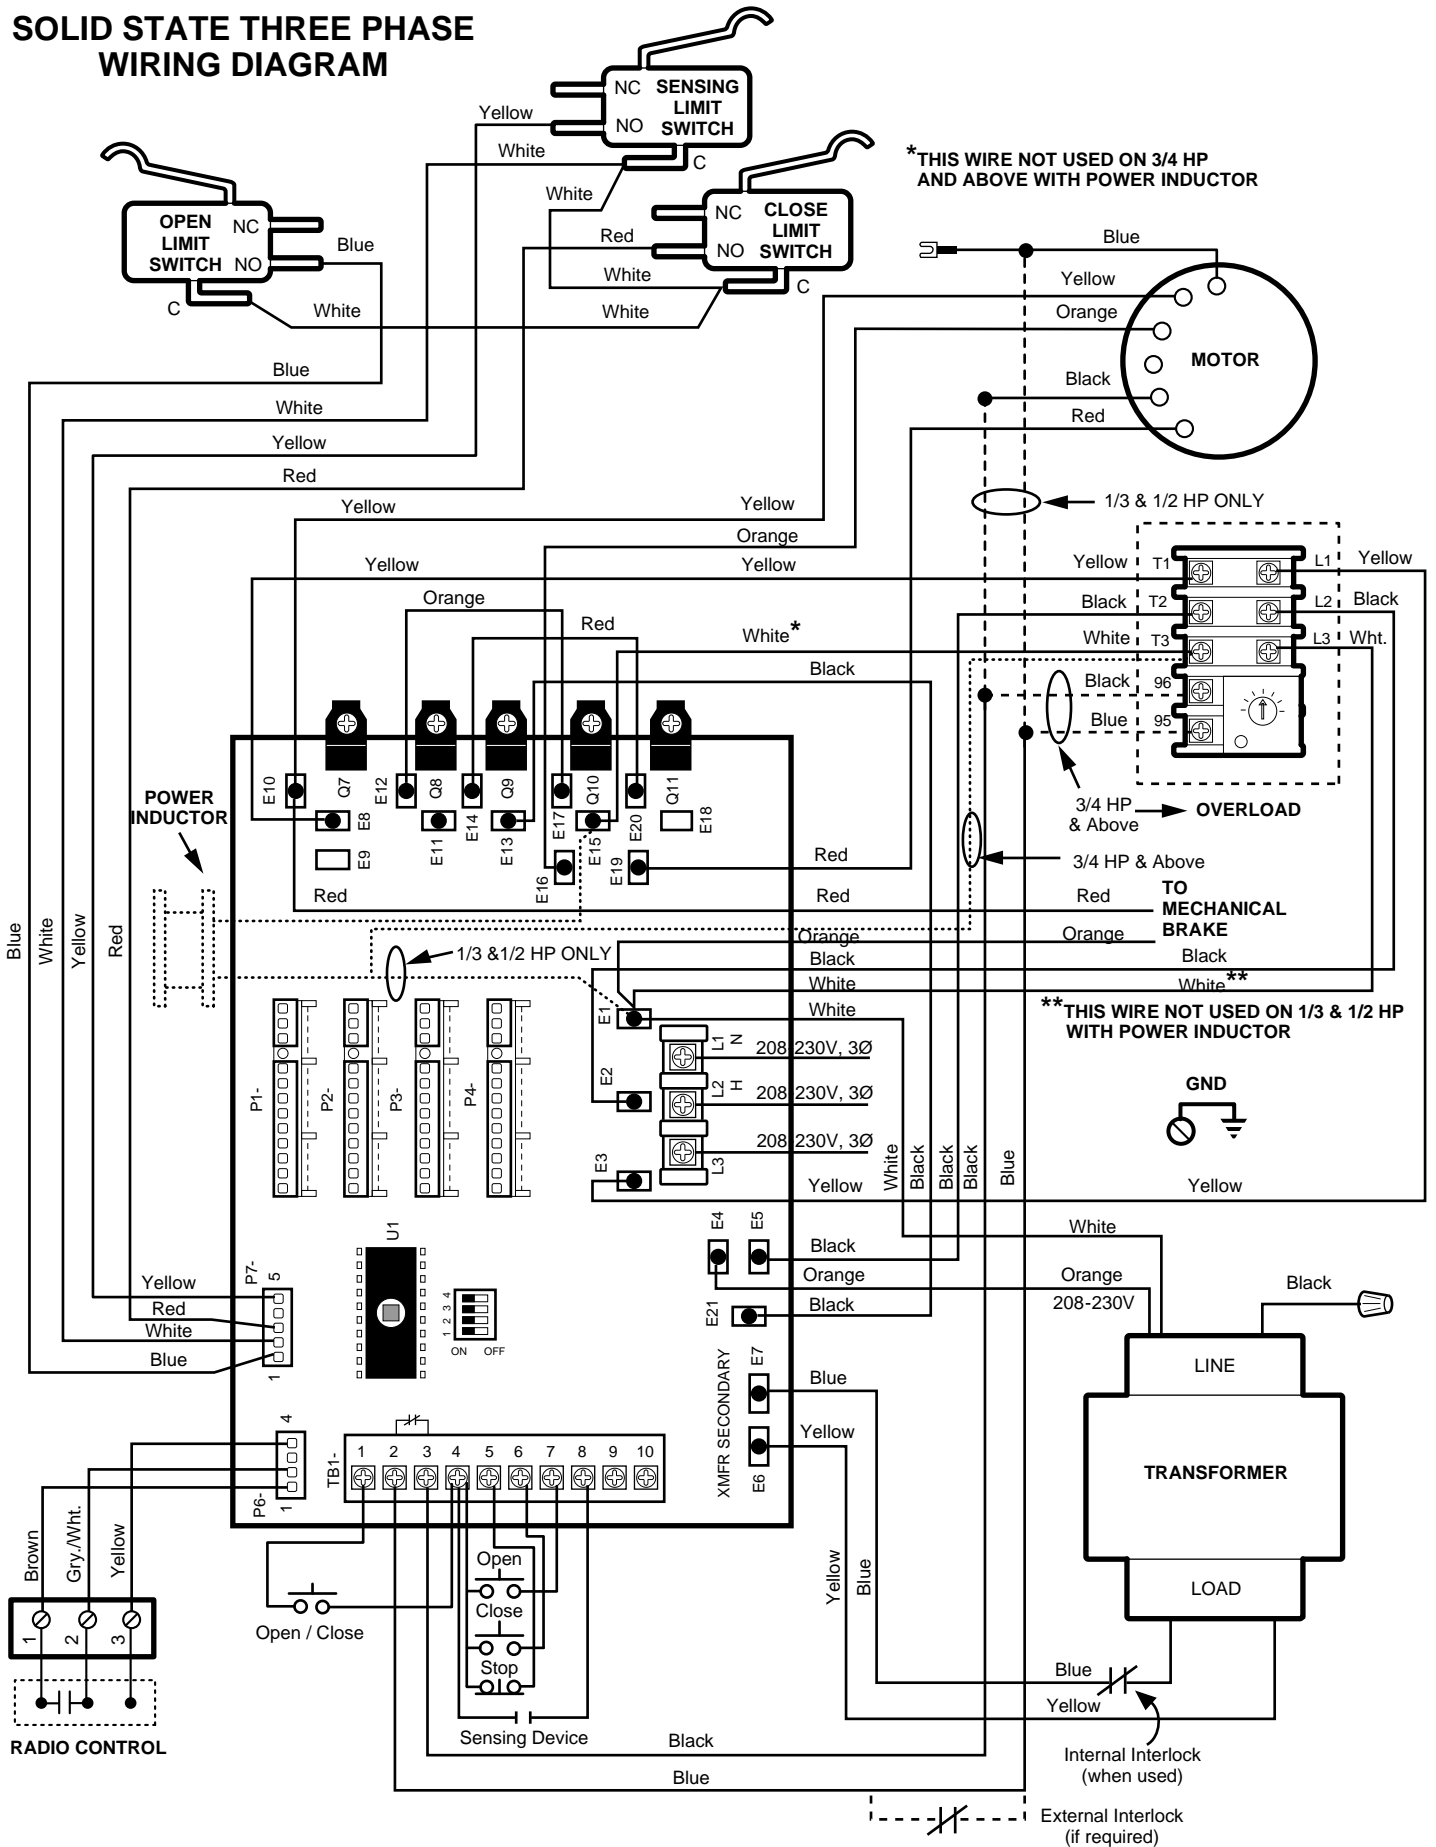 SOLID STATE THREE PHASE
WIRING DIAGRAM
NC
SENSING
LIMIT
SWITCH
NO
C
Yellow
White
White
*THIS WIRE NOT USED ON 3/4 HP
AND ABOVE WITH POWER INDUCTOR
OPEN
LIMIT
SWITCH
NC
NO
C
Blue
White
NC
CLOSE
LIMIT
SWITCH
NO
C
Red
White
White
Blue
Yellow
Orange
MOTOR
Black
Red
Blue
White
Yellow
Red
Yellow
Yellow
1/3 & 1/2 HP ONLY
Orange
Yellow
Yellow
Yellow
T1
L1
Yellow
Orange
Black
T2
L2
Black
Red
White*
White
T3
L3
Wht.
Black
Black
96
Blue
95
E10
Q7
E12
Q8
Q9
Q10
Q11
E8
E14
E17
E20
E18
E11
E13
E15
E9
E16
E19
POWER
INDUCTOR
3/4 HP
& Above
OVERLOAD
3/4 HP & Above
Red
Red
Red
Red
TO
MECHANICAL
BRAKE
Orange
Orange
1/3 &1/2 HP ONLY
Black
Black
White
White**
White
**THIS WIRE NOT USED ON 1/3 & 1/2 HP
WITH POWER INDUCTOR
Blue
White
Yellow
Red
E1
L1
N
208-230V, 3Ø
E2
L2
H
208-230V, 3Ø
E3
L3
208-230V, 3Ø
P1-
P2-
P3-
P4-
GND
White
Black
Black
Black
Blue
Yellow
Yellow
U1
E4
E5
Black
White
Orange
Orange
208-230V
Black
E21
Black
P7-
5
1
Yellow
Red
White
Blue
1 2 3 4
ON
OFF
LINE
XMFR SECONDARY
E7
Blue
E6
Yellow
P6-
4
1
TB1-
1
2
3
4
5
6
7
8
9
10
TRANSFORMER
LOAD
Brown
Gry./Wht.
Yellow
1
2
3
RADIO CONTROL
Open / Close
Open
Close
Stop
Sensing Device
Yellow
Blue
Blue
Yellow
Black
Internal Interlock
(when used)
Blue
External Interlock
(if required)